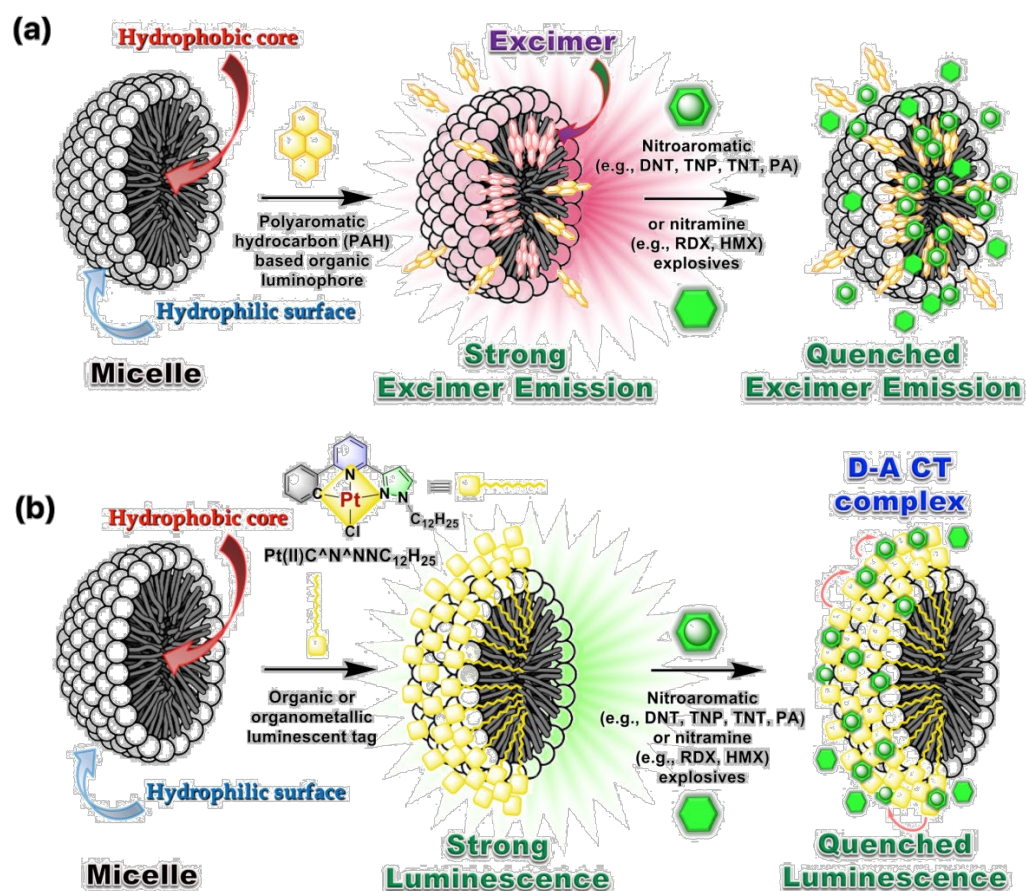 (a)
Hydrophobic core
Excimer
Polyaromatic
hydrocarbon (PAH)
based organic
luminophore
Nitroaromatic
(e.g., DNT, TNP, TNT, PA)
or nitramine
(e.g., RDX, HMX)
explosives
Hydrophilic surface
Micelle
Strong
Excimer Emission
Quenched
Excimer Emission
(b)
Hydrophobic core
N
C
Pt
N
N
Cl
C12H25
Pt(II)C^N^NNC12H25
D-A CT
complex
Organic or
organometallic
luminescent tag
Nitroaromatic
(e.g., DNT, TNP, TNT, PA)
or nitramine
(e.g., RDX, HMX)
explosives
Hydrophilic surface
Micelle
Strong
Luminescence
Quenched
Luminescence